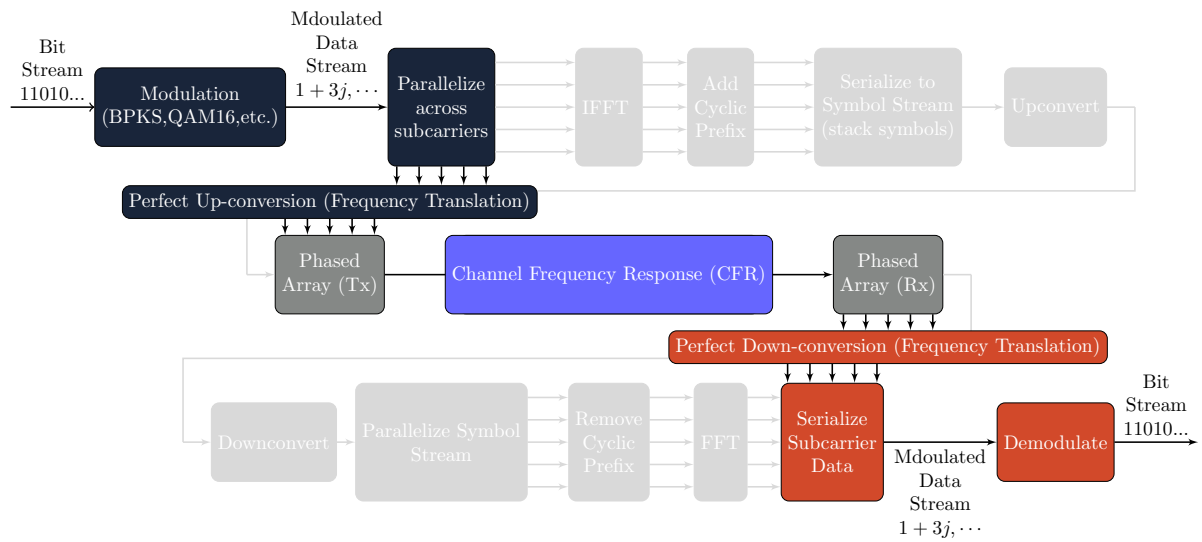 Bit
Stream
11010...
Modulation
(BPKS,QAM16,etc.)
Mdoulated
Data
Stream
1 + 3j, ⋯
Parallelize
across
subcarriers
IFFT
Add
Cyclic
Prefix
Serialize to
Symbol Stream
(stack symbols)
Upconvert
Perfect Up-conversion (Frequency Translation)
Phased
Array (Tx)
Channel Frequency Response (CFR)
Phased
Array (Rx)
Perfect Down-conversion (Frequency Translation)
Downconvert
Parallelize Symbol
Stream
Remove
Cyclic
Prefix
FFT
Serialize
Subcarrier
Data
Mdoulated
Data
Stream
1 + 3j, ⋯
Demodulate
Bit
Stream
11010...